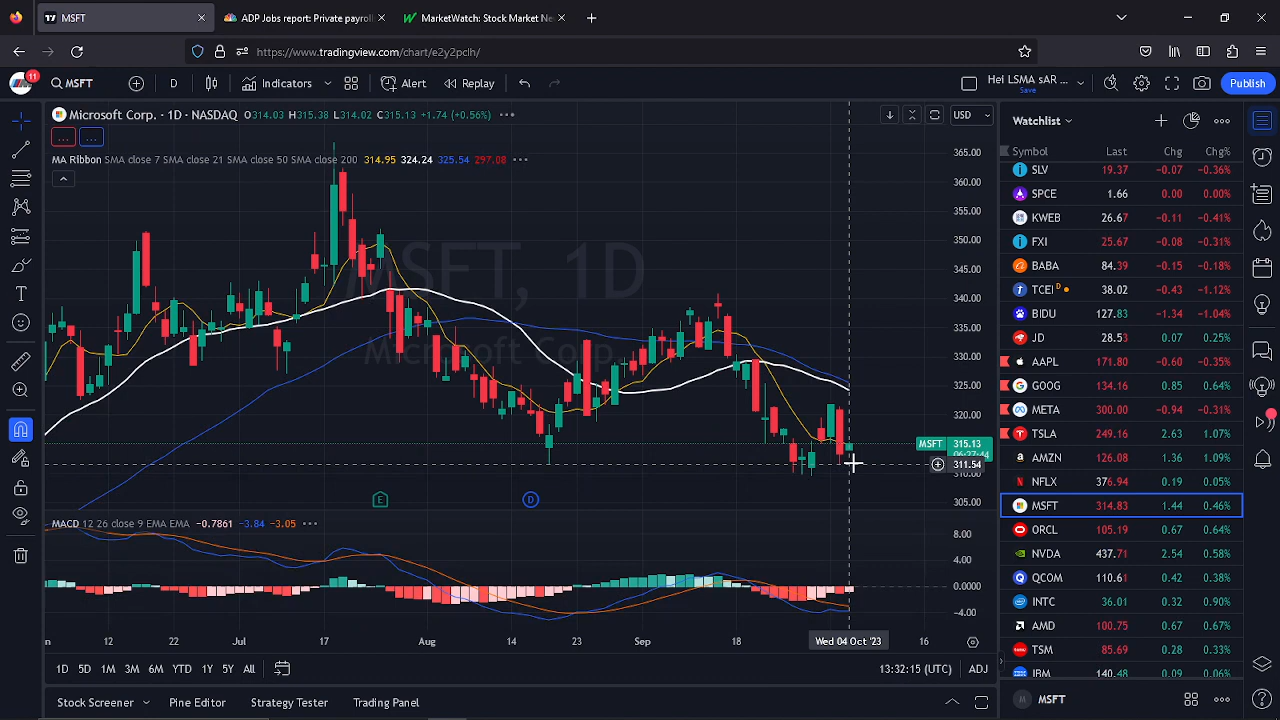 MSFT
ADP Jobs report: Private payroll
MarketWatch: Stock Market Ne
https://www.tradingview.com/chart/e2y2pclh/
11
MSFT
D
Indicators
Alert
Replay
Hei LSMA sAR ...
Save
Publish
Microsoft Corp. · 1D · NASDAQ O314.03 H315.38 L314.02 C315.13 +1.74 (+0.56%)
USD
MA Ribbon SMA close 7 SMA close 21 SMA close 50 SMA close 200 314.95 324.24 325.54 297.08
MSFT, 1D
Microsoft Corp.
365.00
360.00
355.00
350.00
345.00
340.00
335.00
330.00
325.00
320.00
MSFT 315.13
06:27:44
311.54
310.00
305.00
E
D
MACD 12 26 close 9 EMA EMA -0.7861 -3.84 -3.05
8.00
4.00
0.0000
-4.00
12 22 Jul 17 Aug 14 23 Sep 18 Wed 04 Oct '23 16
1D 5D 1M 3M 6M YTD 1Y 5Y All
13:32:15 (UTC) ADJ
Stock Screener Pine Editor Strategy Tester Trading Panel
Watchlist
Symbol Last Chg Chg%
SLV 19.37 -0.07 -0.36%
SPCE 1.66 0.00 0.00%
KWEB 26.67 -0.11 -0.41%
FXI 25.67 -0.08 -0.31%
BABA 84.39 -0.15 -0.18%
TCEI D 38.02 -0.43 -1.12%
BIDU 127.83 -1.34 -1.04%
JD 28.53 0.07 0.25%
AAPL 171.80 -0.60 -0.35%
GOOG 134.16 0.85 0.64%
META 300.00 -0.94 -0.31%
TSLA 249.16 2.63 1.07%
AMZN 126.08 1.36 1.09%
NFLX 376.94 0.19 0.05%
MSFT 314.83 1.44 0.46%
ORCL 105.19 0.67 0.64%
NVDA 437.71 2.54 0.58%
QCOM 110.61 0.42 0.38%
INTC 36.01 0.32 0.90%
AMD 100.75 0.67 0.67%
TSM 85.69 0.28 0.33%
IBM 140.48 0.09 0.06%
MSFT